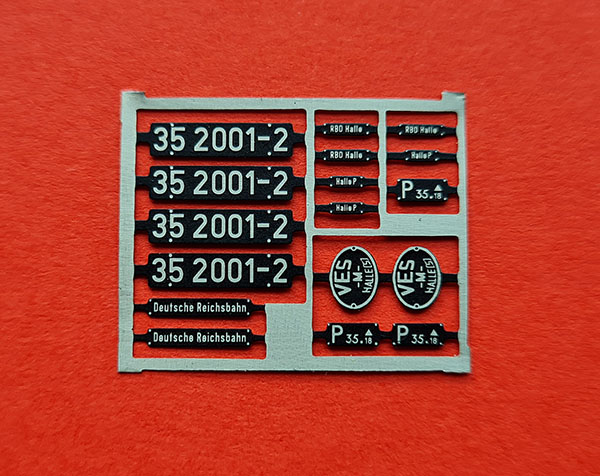 35 2001-2
35 2001-2
35 2001-2
35 2001-2
Deutsche Reichsbahn
Deutsche Reichsbahn
RBD Halle
RBD Halle
Halle P
Halle P
RBD Halle
Halle P
P 35.18
VES
-M-
HALLE(S)
VES
-M-
HALLE(S)
P 35.18
P 35.18